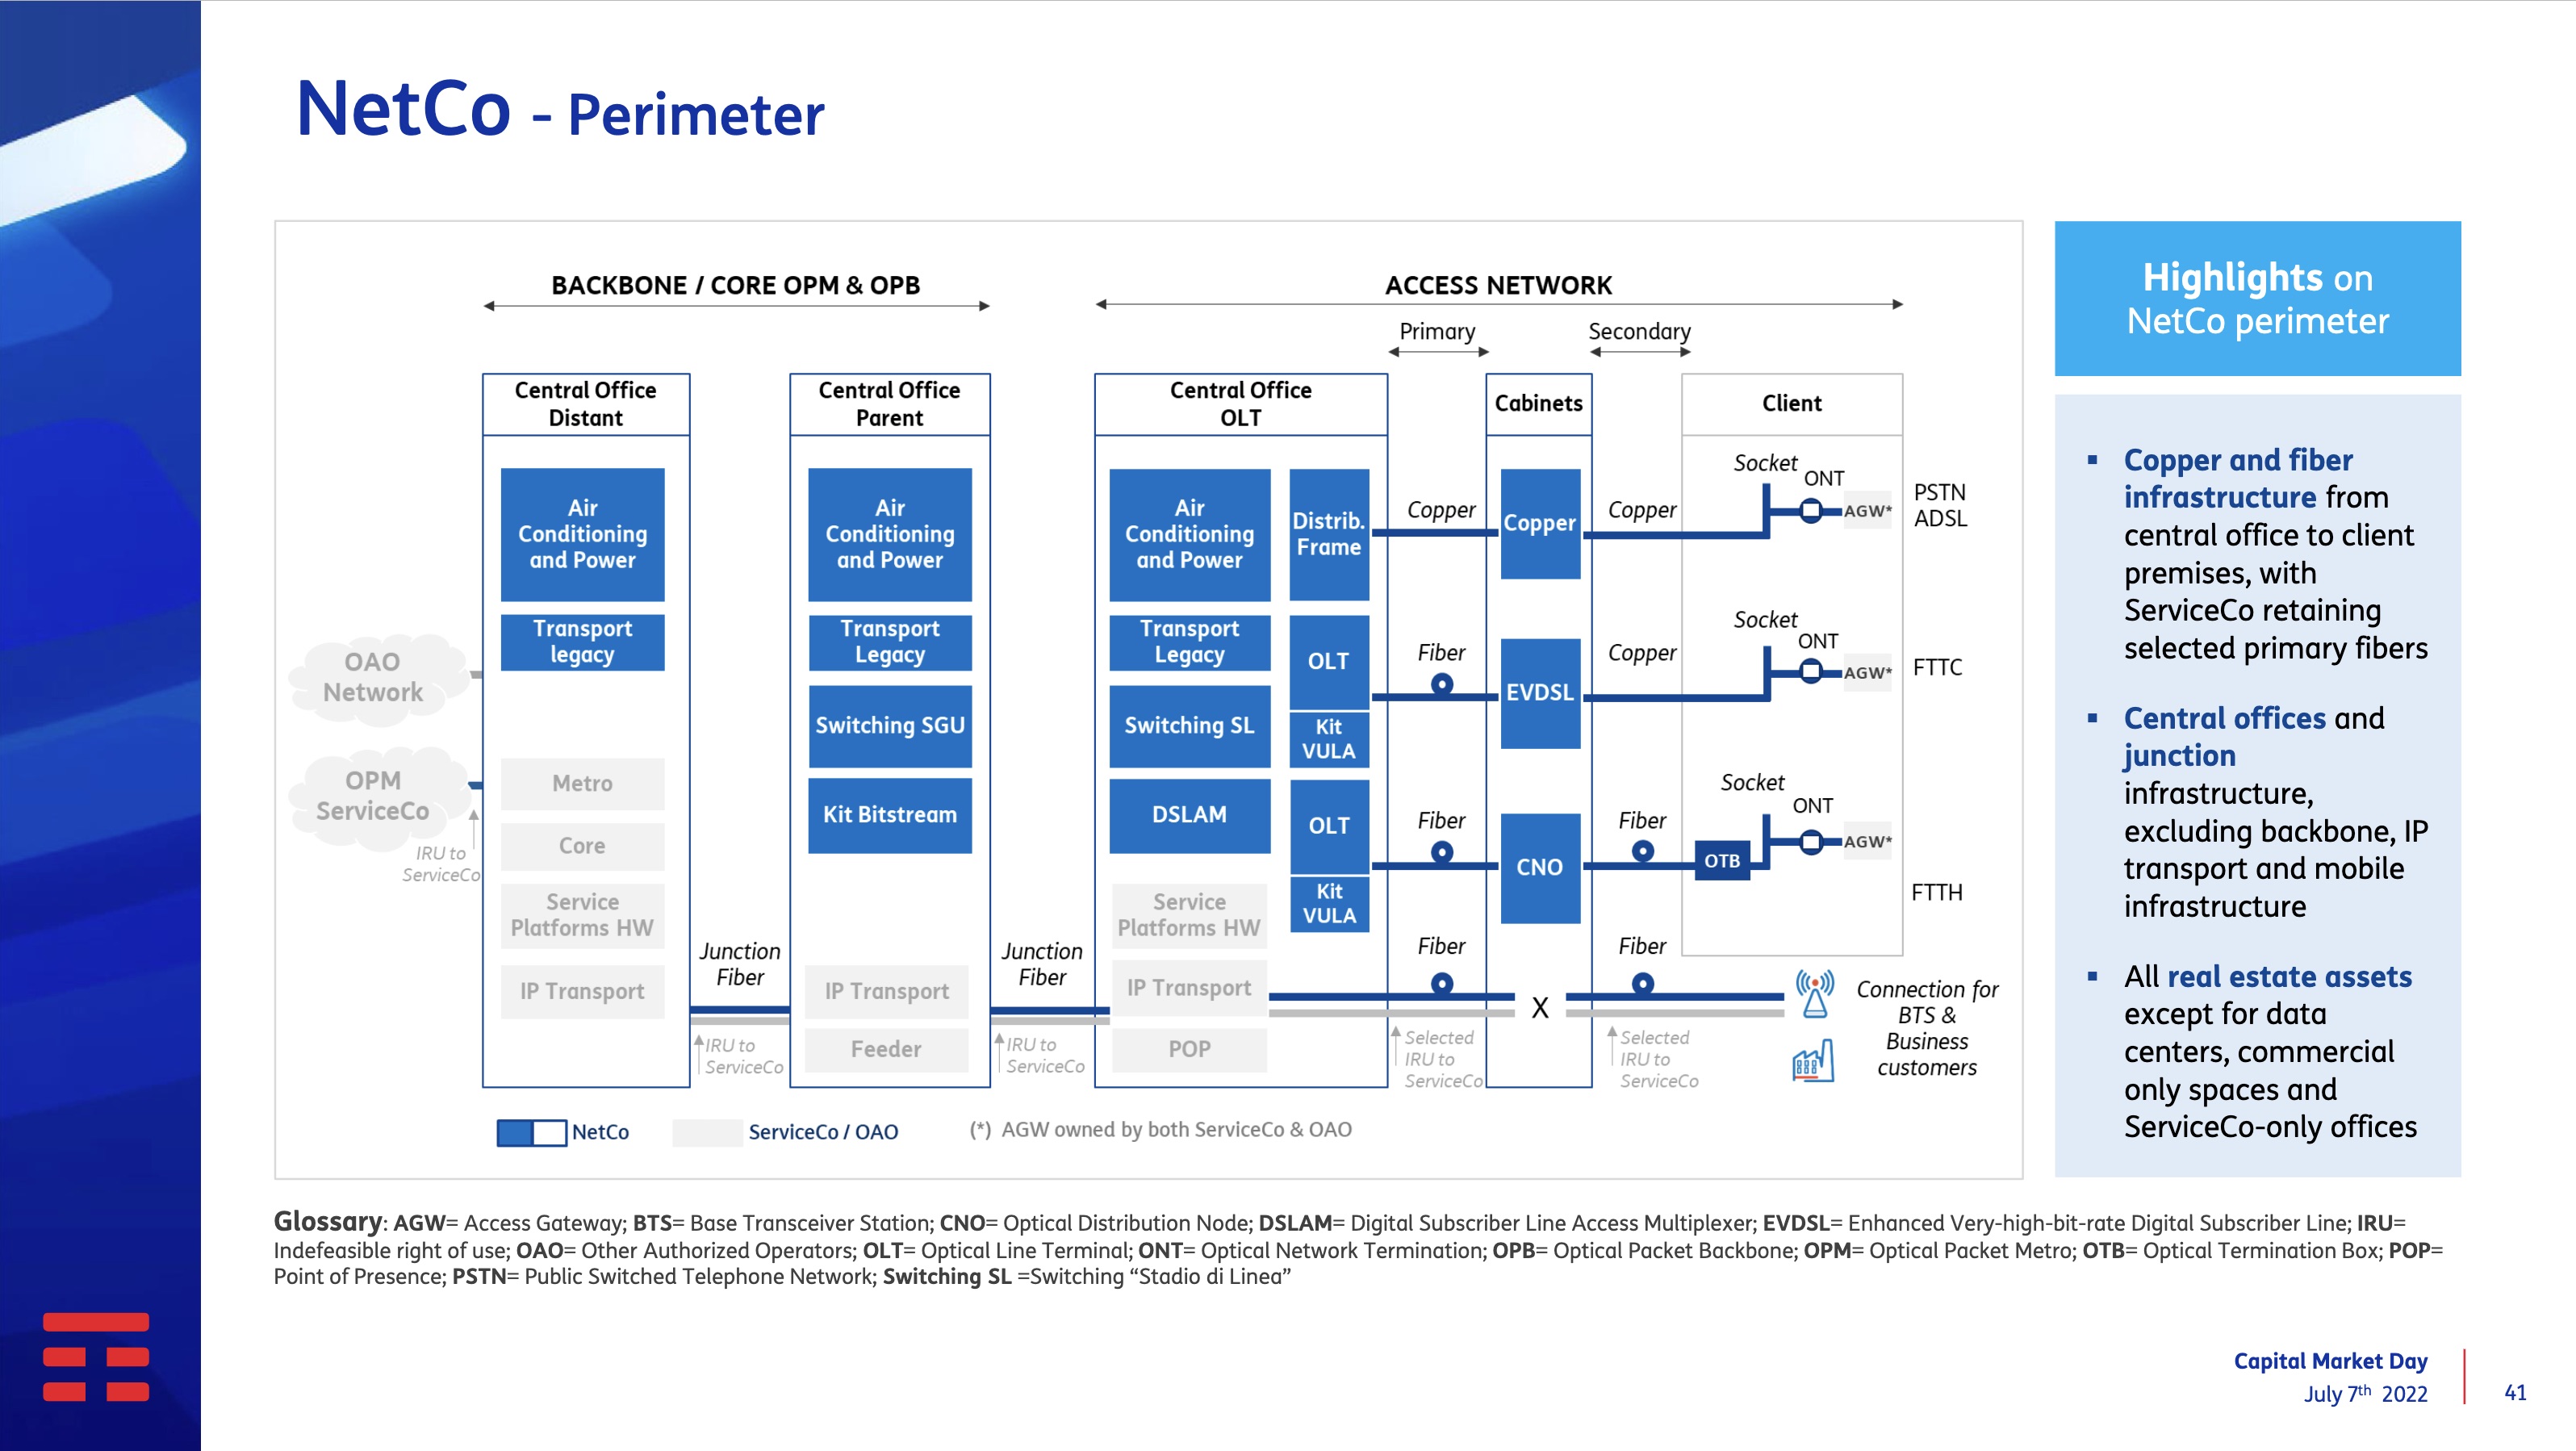 NetCo - Perimeter
BACKBONE / CORE OPM & OPB
ACCESS NETWORK
Primary
Secondary
Central Office
Distant
Central Office
Parent
Central Office
OLT
Cabinets
Client
OAO
Network
OPM
ServiceCo
IRU to
ServiceCo
Air
Conditioning
and Power
Transport
legacy
Metro
Core
Service
Platforms HW
IP Transport
Junction
Fiber
IRU to
ServiceCo
Air
Conditioning
and Power
Transport
Legacy
Switching SGU
Kit Bitstream
IP Transport
Feeder
Junction
Fiber
IRU to
ServiceCo
Air
Conditioning
and Power
Transport
Legacy
Switching SL
DSLAM
Service
Platforms HW
IP Transport
POP
Distrib.
Frame
OLT
Kit
VULA
OLT
Kit
VULA
Copper
Copper
Copper
Socket
ONT
AGW*
PSTN
ADSL
Fiber
EVDSL
Copper
Socket
ONT
AGW*
FTTC
Fiber
CNO
Fiber
OTB
Socket
ONT
AGW*
FTTH
Fiber
X
Fiber
Selected
IRU to
ServiceCo
Selected
IRU to
ServiceCo
Connection for
BTS &
Business
customers
NetCo
ServiceCo / OAO
(*) AGW owned by both ServiceCo & OAO
Highlights on
NetCo perimeter
▪ Copper and fiber
infrastructure from
central office to client
premises, with
ServiceCo retaining
selected primary fibers
▪ Central offices and
junction
infrastructure,
excluding backbone, IP
transport and mobile
infrastructure
▪ All real estate assets
except for data
centers, commercial
only spaces and
ServiceCo-only offices
Glossary: AGW= Access Gateway; BTS= Base Transceiver Station; CNO= Optical Distribution Node; DSLAM= Digital Subscriber Line Access Multiplexer; EVDSL= Enhanced Very-high-bit-rate Digital Subscriber Line; IRU=
Indefeasible right of use; OAO= Other Authorized Operators; OLT= Optical Line Terminal; ONT= Optical Network Termination; OPB= Optical Packet Backbone; OPM= Optical Packet Metro; OTB= Optical Termination Box; POP=
Point of Presence; PSTN= Public Switched Telephone Network; Switching SL =Switching “Stadio di Linea”
Capital Market Day
July 7th 2022
41